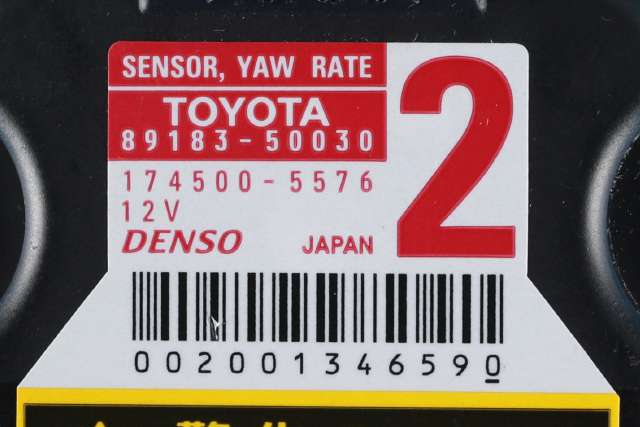 SENSOR, YAW RATE
TOYOTA
89183-50030
2
174500-5576
12V
DENSO JAPAN
002001346590